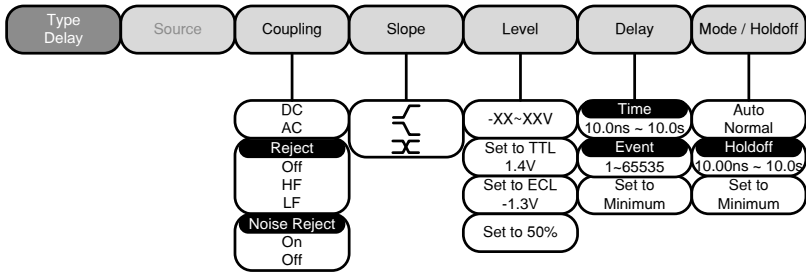 Type
Delay
Source
Coupling
Slope
Level
Delay
Mode / Holdoff
DC
AC
Reject
Off
HF
LF
Noise Reject
On
Off
-XX~XXV
Set to TTL
1.4V
Set to ECL
-1.3V
Set to 50%
Time
10.0ns ~ 10.0s
Event
1~65535
Set to
Minimum
Auto
Normal
Holdoff
10.00ns ~ 10.0s
Set to
Minimum